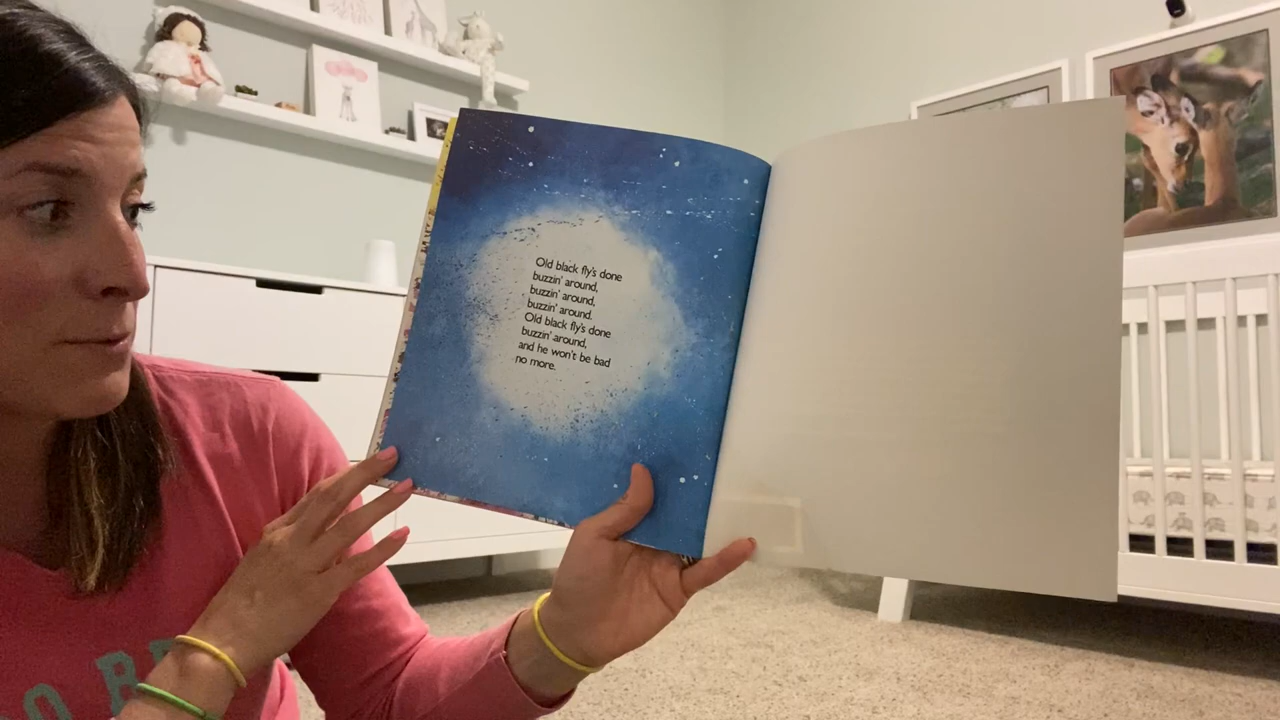 Old black fly's done
buzzin' around,
buzzin' around,
buzzin' around.
Old black fly's done
buzzin' around,
and he won't be bad
no more.